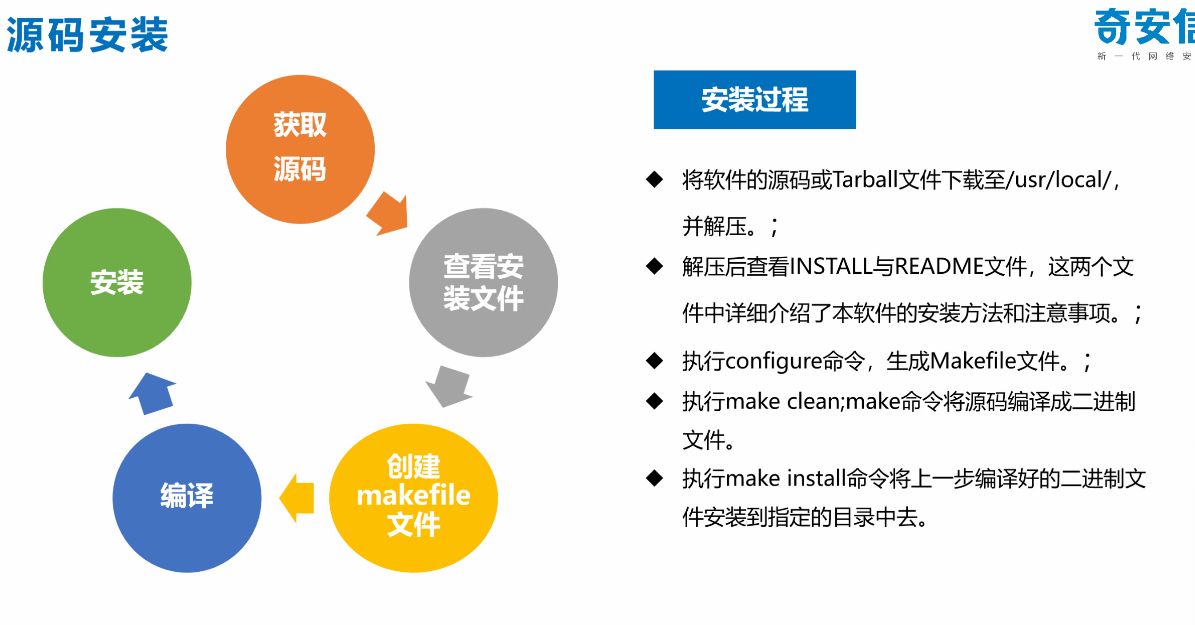 源码安装
奇安信
新一代网络安
获取
源码
查看安
装文件
创建
makefile
文件
编译
安装
安装过程
将软件的源码或Tarball文件下载至/usr/local/，
并解压。；
解压后查看INSTALL与README文件，这两个文
件中详细介绍了本软件的安装方法和注意事项。；
执行configure命令，生成Makefile文件。；
执行make clean;make命令将源码编译成二进制
文件。
执行make install命令将上一步编译好的二进制文
件安装到指定的目录中去。